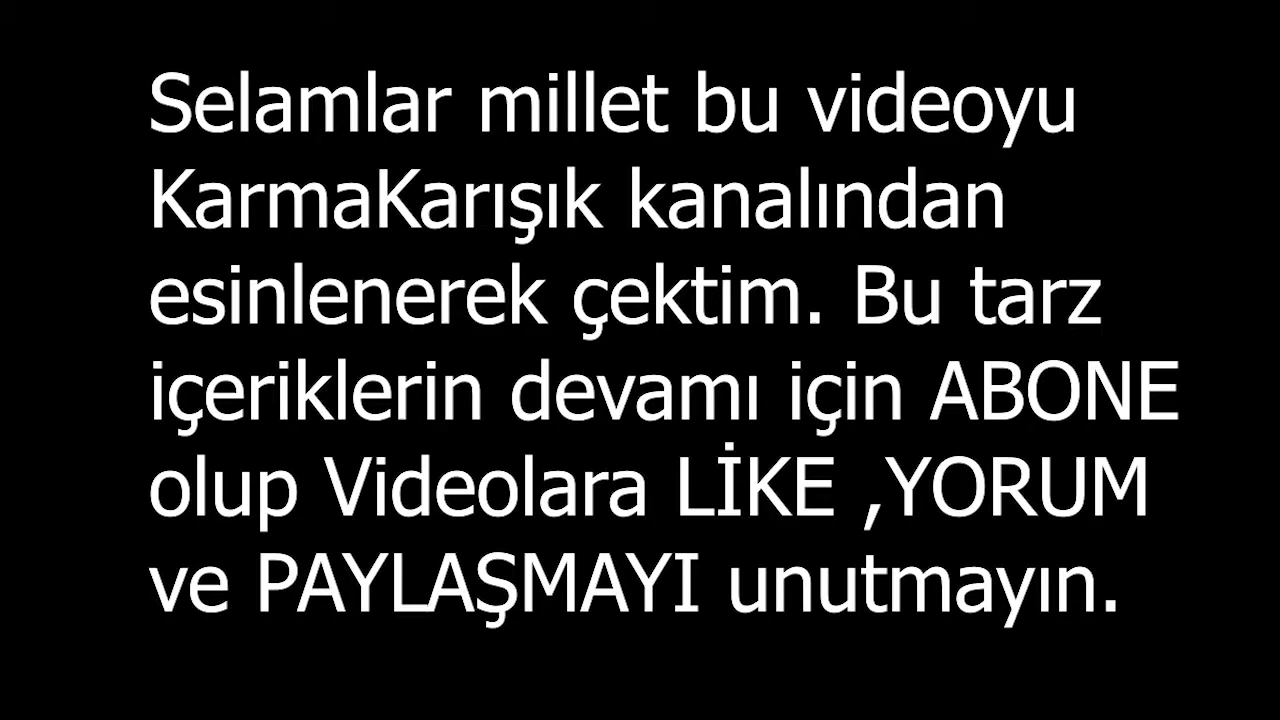 Selamlar millet bu videoyu
KarmaKarışık kanalından
esinlenerek çektim. Bu tarz
içeriklerin devamı için ABONE
olup Videolara LİKE ,YORUM
ve PAYLAŞMAYI unutmayın.